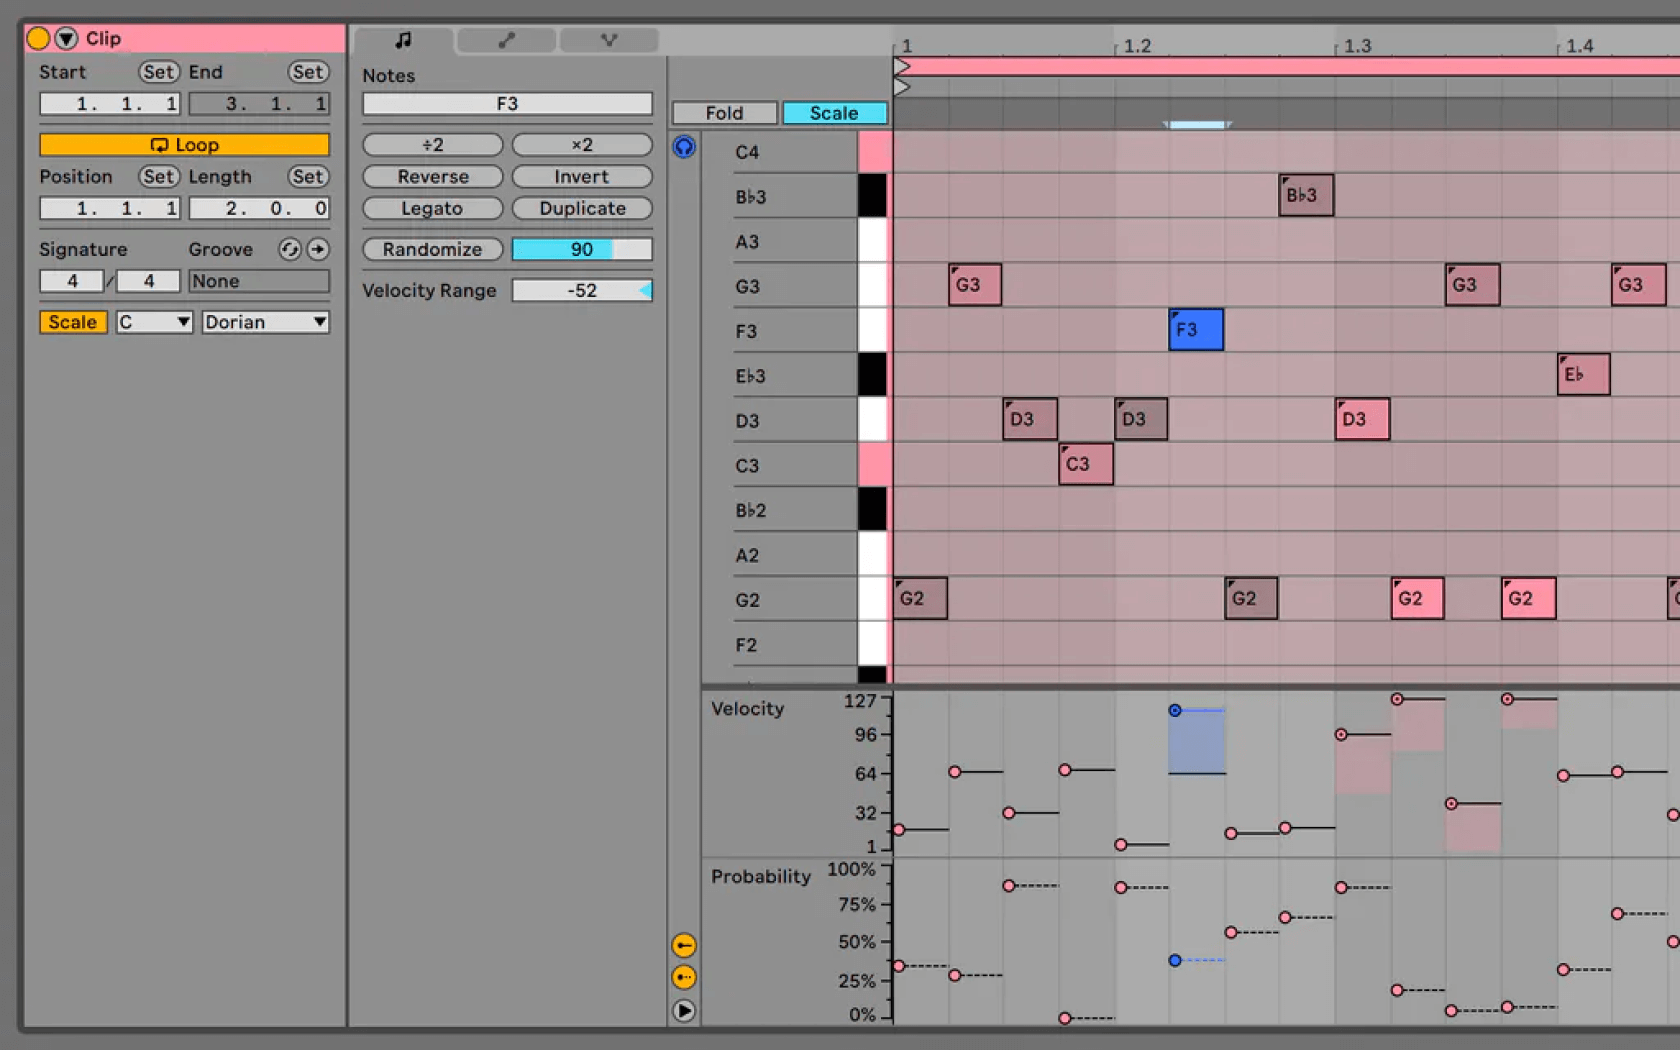 Clip
Start Set End Set
1. 1. 1 3. 1. 1
Loop
Position Set Length Set
1. 1. 1 2. 0. 0
Signature Groove
4 / 4 None
Scale C Dorian
Notes
F3
÷2 ×2
Reverse Invert
Legato Duplicate
Randomize 90
Velocity Range -52
1 1.2 1.3 1.4
Fold Scale
C4
B♭3 B♭3
A3
G3 G3 G3 G3
F3 F3
E♭3 E♭
D3 D3 D3 D3
C3 C3
B♭2
A2
G2 G2 G2 G2 G2
F2
Velocity 127
96
64
32
1
Probability 100%
75%
50%
25%
0%